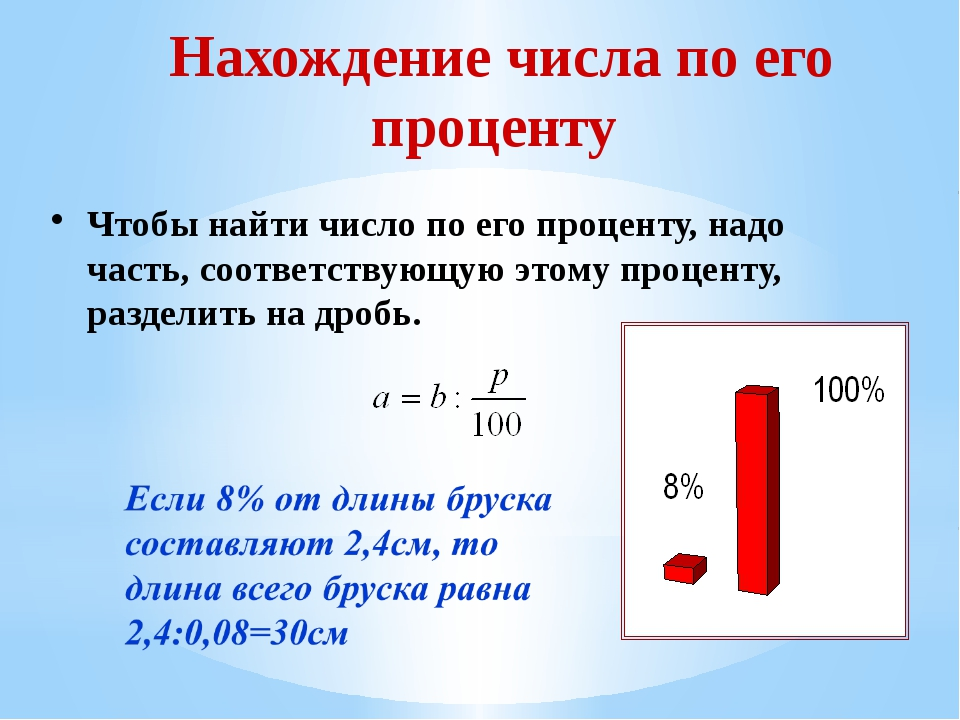 Нахождение числа по его
проценту
• Чтобы найти число по его проценту, надо
часть, соответствующую этому проценту,
разделить на дробь.
a = b : p/100
100%
8%
Если 8% от длины бруска
составляют 2,4см, то
длина всего бруска равна
2,4:0,08=30см